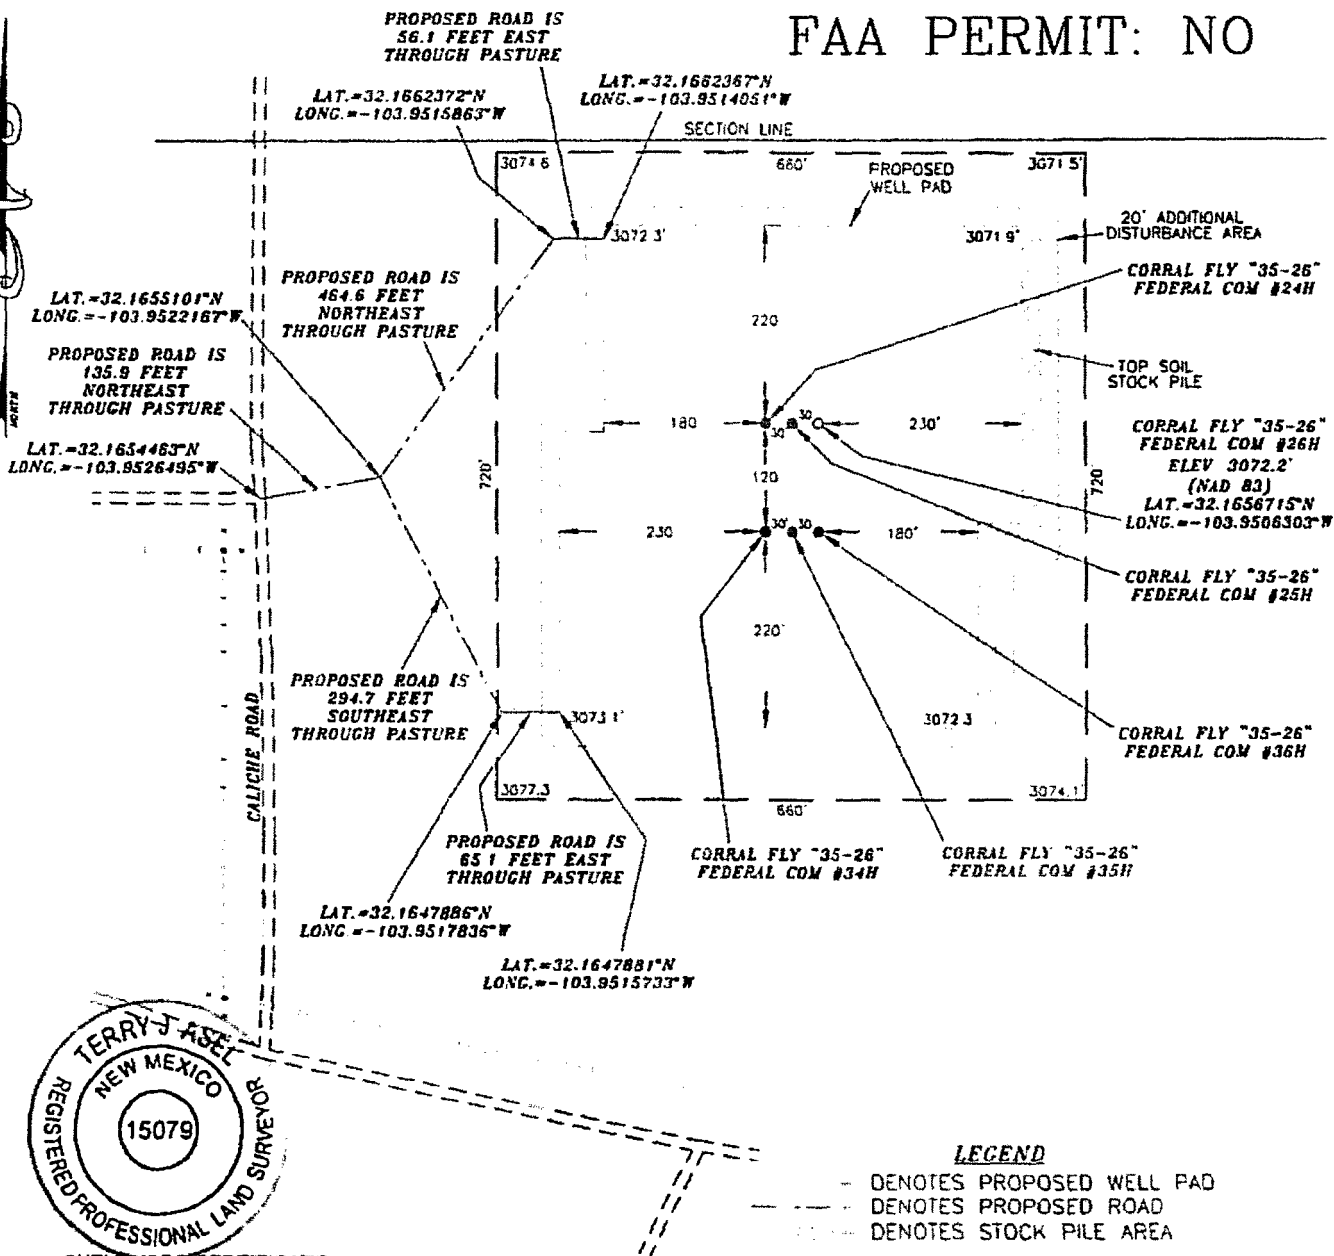 FAA PERMIT: NO
PROPOSED ROAD IS
56.1 FEET EAST
THROUGH PASTURE
LAT.=32.1662372°N
LONG.=-103.9515863°W
LAT.=32.1662367°N
LONG.=-103.9514051°W
SECTION LINE
3074.6
660'
3071.5'
PROPOSED
WELL PAD
3072.3'
3071.9'
20' ADDITIONAL
DISTURBANCE AREA
CORRAL FLY "35-26"
FEDERAL COM #24H
PROPOSED ROAD IS
464.6 FEET
NORTHEAST
THROUGH PASTURE
LAT.=32.1655101°N
LONG.=-103.9522167°W
220
PROPOSED ROAD IS
135.9 FEET
NORTHEAST
THROUGH PASTURE
TOP SOIL
STOCK PILE
NORTH
180
30'
30
230'
CORRAL FLY "35-26"
FEDERAL COM #26H
ELEV 3072.2'
(NAD 83)
LAT.=32.1656715°N
LONG.=-103.9506303°W
LAT.=32.1654463°N
LONG.=-103.9526495°W
720'
120
720'
230
30'
30
180'
CORRAL FLY "35-26"
FEDERAL COM #25H
220'
PROPOSED ROAD IS
294.7 FEET
SOUTHEAST
THROUGH PASTURE
CALICHE ROAD
3073.1'
3072.3
CORRAL FLY "35-26"
FEDERAL COM #36H
3077.3
660'
3074.1'
PROPOSED ROAD IS
65.1 FEET EAST
THROUGH PASTURE
CORRAL FLY "35-26"
FEDERAL COM #34H
CORRAL FLY "35-26"
FEDERAL COM #35H
LAT.=32.1647886°N
LONG.=-103.9517836°W
LAT.=32.1647881°N
LONG.=-103.9515733°W
TERRY J ASEL
NEW MEXICO
15079
REGISTERED PROFESSIONAL LAND SURVEYOR
LEGEND
DENOTES PROPOSED WELL PAD
DENOTES PROPOSED ROAD
DENOTES STOCK PILE AREA